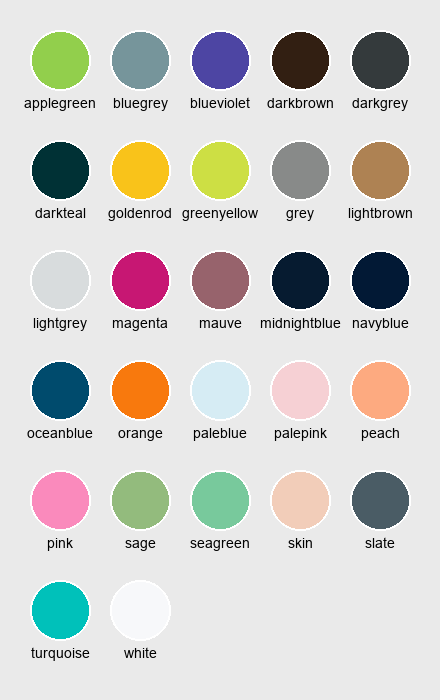 applegreen bluegrey blueviolet darkbrown darkgrey
darkteal goldenrod greenyellow grey lightbrown
lightgrey magenta mauve midnightblue navyblue
oceanblue orange paleblue palepink peach
pink sage seagreen skin slate
turquoise white